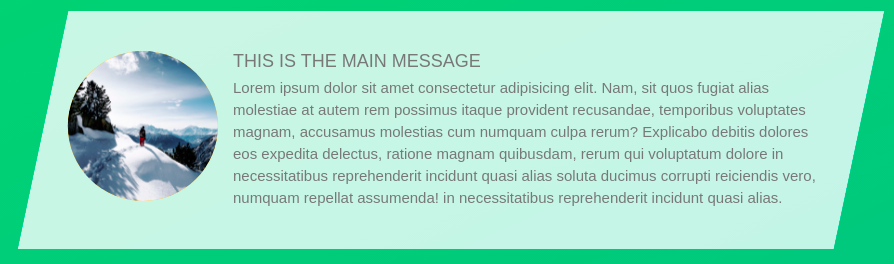 THIS IS THE MAIN MESSAGE
Lorem ipsum dolor sit amet consectetur adipisicing elit. Nam, sit quos fugiat alias
molestiae at autem rem possimus itaque provident recusandae, temporibus voluptates
magnam, accusamus molestias cum numquam culpa rerum? Explicabo debitis dolores
eos expedita delectus, ratione magnam quibusdam, rerum qui voluptatum dolore in
necessitatibus reprehenderit incidunt quasi alias soluta ducimus corrupti reiciendis vero,
numquam repellat assumenda! in necessitatibus reprehenderit incidunt quasi alias.